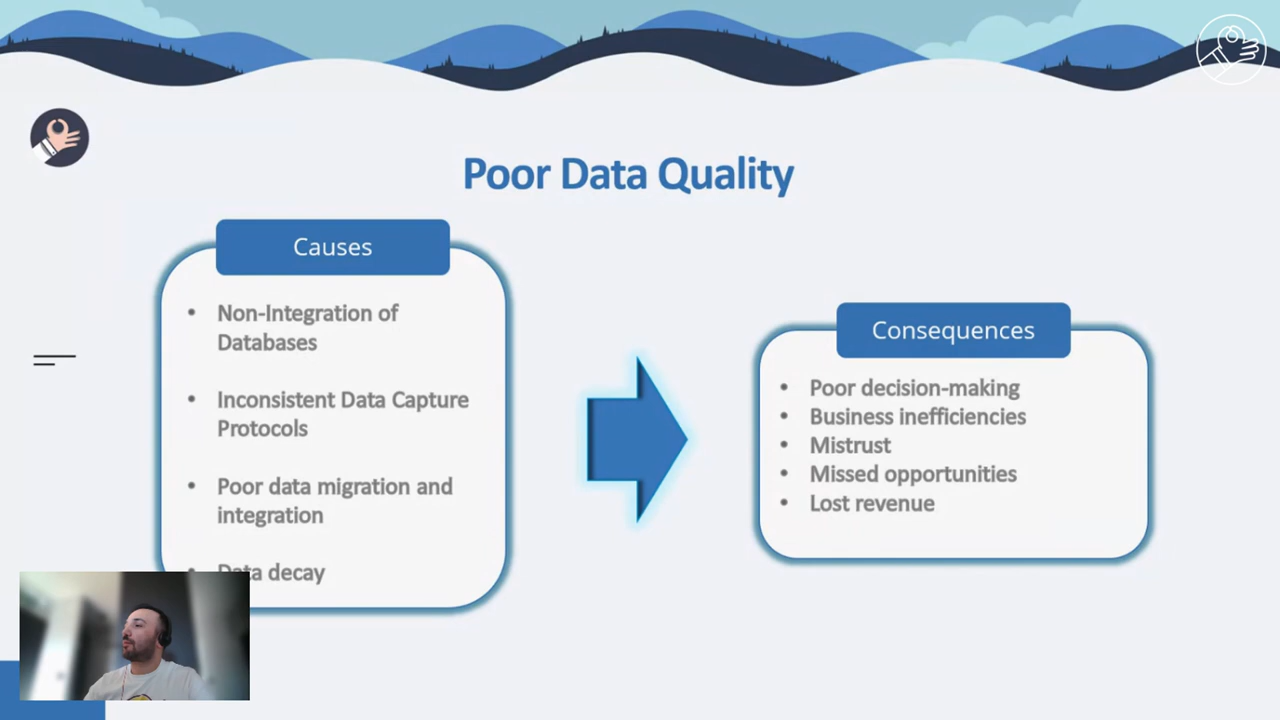 Poor Data Quality
Causes
• Non-Integration of
Databases
• Inconsistent Data Capture
Protocols
• Poor data migration and
integration
• Data decay
Consequences
• Poor decision-making
• Business inefficiencies
• Mistrust
• Missed opportunities
• Lost revenue